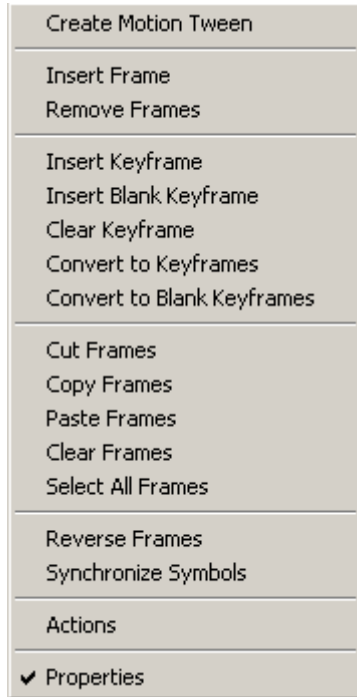 Create Motion Tween
Insert Frame
Remove Frames
Insert Keyframe
Insert Blank Keyframe
Clear Keyframe
Convert to Keyframes
Convert to Blank Keyframes
Cut Frames
Copy Frames
Paste Frames
Clear Frames
Select All Frames
Reverse Frames
Synchronize Symbols
Actions
Properties